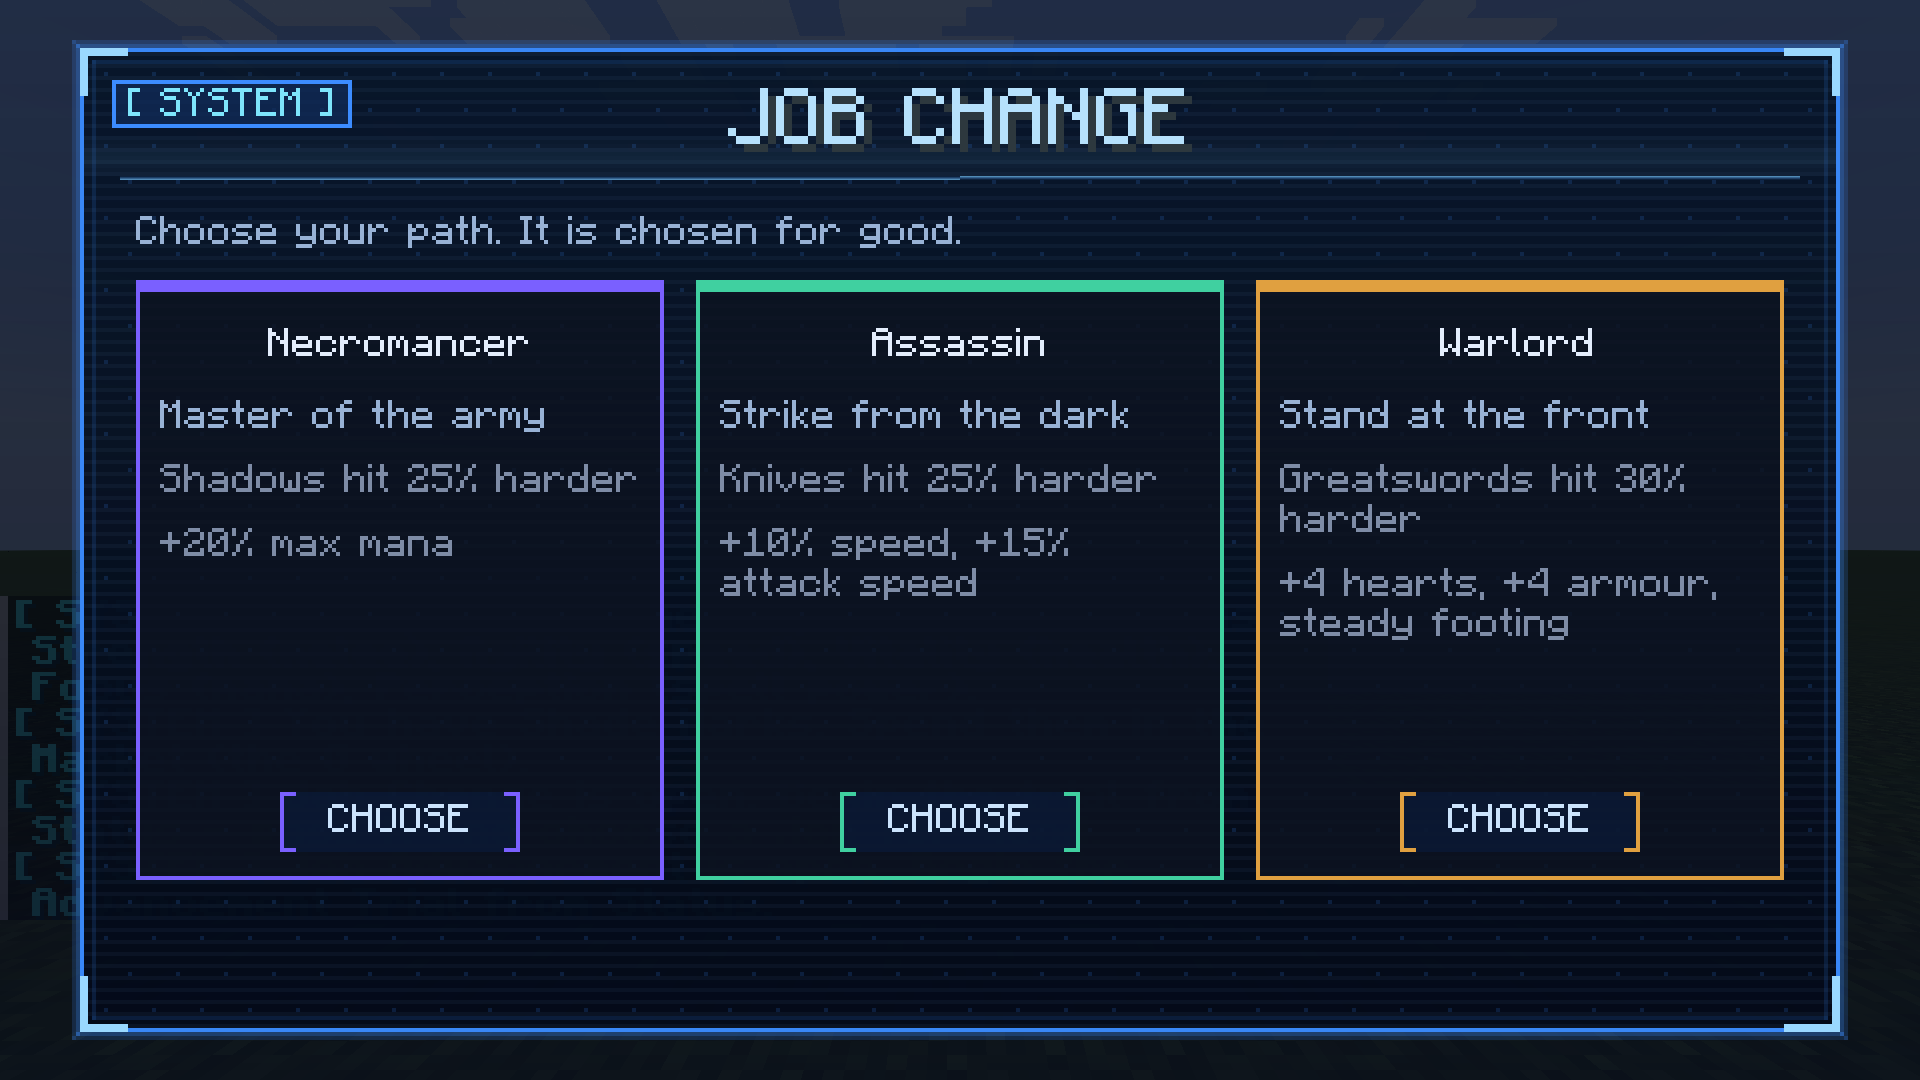 [ SYSTEM ]
JOB CHANGE
Choose your path. It is chosen for good.
Necromancer
Master of the army
Shadows hit 25% harder
+20% max mana
CHOOSE
Assassin
Strike from the dark
Knives hit 25% harder
+10% speed, +15%
attack speed
CHOOSE
Warlord
Stand at the front
Greatswords hit 30%
harder
+4 hearts, +4 armour,
steady footing
CHOOSE